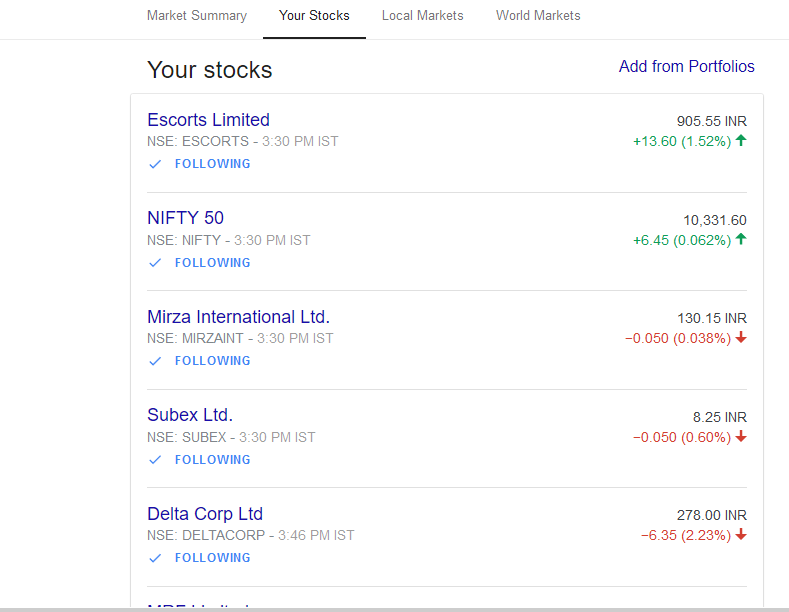 Market Summary Your Stocks Local Markets World Markets
Your stocks Add from Portfolios
Escorts Limited 905.55 INR
NSE: ESCORTS - 3:30 PM IST +13.60 (1.52%)
FOLLOWING
NIFTY 50 10,331.60
NSE: NIFTY - 3:30 PM IST +6.45 (0.062%)
FOLLOWING
Mirza International Ltd. 130.15 INR
NSE: MIRZAINT - 3:30 PM IST −0.050 (0.038%)
FOLLOWING
Subex Ltd. 8.25 INR
NSE: SUBEX - 3:30 PM IST −0.050 (0.60%)
FOLLOWING
Delta Corp Ltd 278.00 INR
NSE: DELTACORP - 3:46 PM IST −6.35 (2.23%)
FOLLOWING